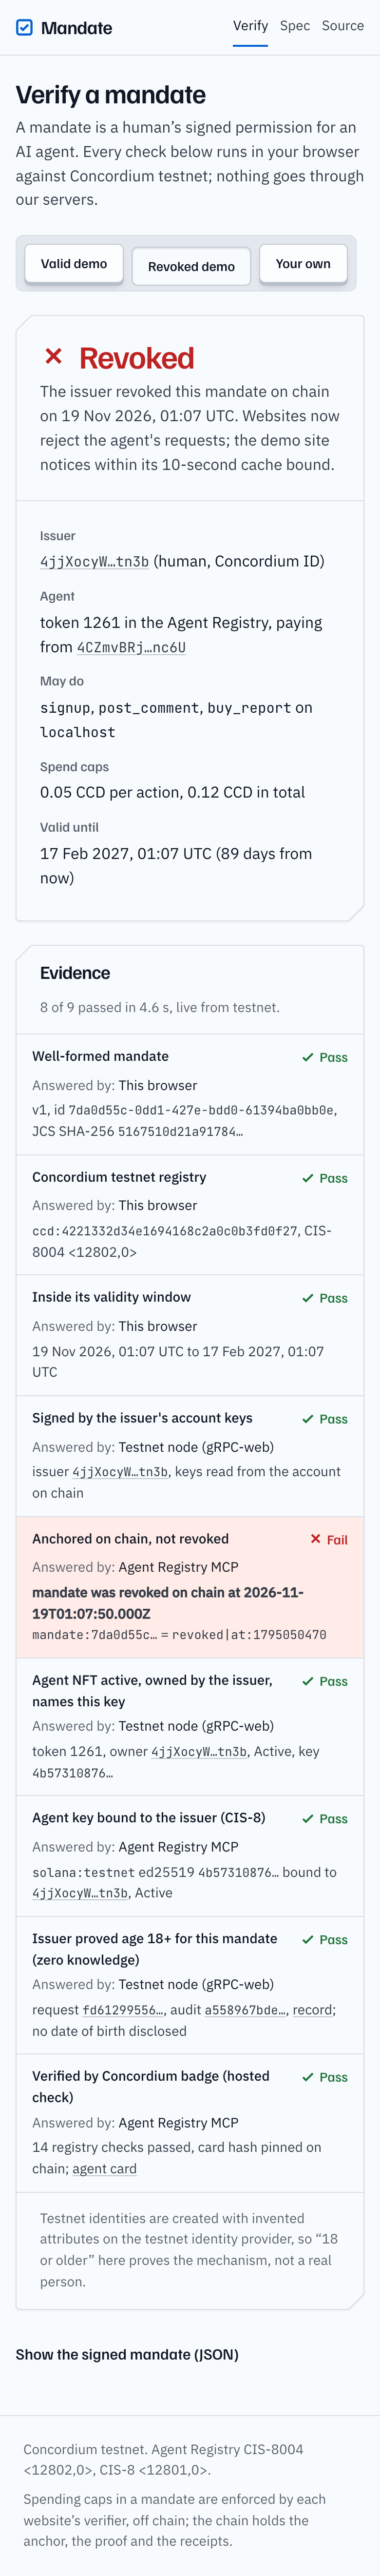 Mandate
Verify Spec Source
Verify a mandate
A mandate is a human’s signed permission for an
AI agent. Every check below runs in your browser
against Concordium testnet; nothing goes through
our servers.
Valid demo Revoked demo Your own
✕ Revoked
The issuer revoked this mandate on chain
on 19 Nov 2026, 01:07 UTC. Websites now
reject the agent's requests; the demo site
notices within its 10-second cache bound.
Issuer
4jjXocyW…tn3b (human, Concordium ID)
Agent
token 1261 in the Agent Registry, paying
from 4CZmvBRj…nc6U
May do
signup, post_comment, buy_report on
localhost
Spend caps
0.05 CCD per action, 0.12 CCD in total
Valid until
17 Feb 2027, 01:07 UTC (89 days from
now)
Evidence
8 of 9 passed in 4.6 s, live from testnet.
Well-formed mandate ✓ Pass
Answered by: This browser
v1, id 7da0d55c-0dd1-427e-bdd0-61394ba0bb0e,
JCS SHA-256 5167510d21a91784…
Concordium testnet registry ✓ Pass
Answered by: This browser
ccd:4221332d34e1694168c2a0c0b3fd0f27, CIS-
8004 <12802,0>
Inside its validity window ✓ Pass
Answered by: This browser
19 Nov 2026, 01:07 UTC to 17 Feb 2027, 01:07
UTC
Signed by the issuer's account keys ✓ Pass
Answered by: Testnet node (gRPC-web)
issuer 4jjXocyW…tn3b, keys read from the account
on chain
Anchored on chain, not revoked ✕ Fail
Answered by: Agent Registry MCP
mandate was revoked on chain at 2026-11-
19T01:07:50.000Z
mandate:7da0d55c… = revoked|at:1795050470
Agent NFT active, owned by the issuer, ✓ Pass
names this key
Answered by: Testnet node (gRPC-web)
token 1261, owner 4jjXocyW…tn3b, Active, key
4b57310876…
Agent key bound to the issuer (CIS-8) ✓ Pass
Answered by: Agent Registry MCP
solana:testnet ed25519 4b57310876… bound to
4jjXocyW…tn3b, Active
Issuer proved age 18+ for this mandate ✓ Pass
(zero knowledge)
Answered by: Testnet node (gRPC-web)
request fd61299556…, audit a558967bde…, record;
no date of birth disclosed
Verified by Concordium badge (hosted ✓ Pass
check)
Answered by: Agent Registry MCP
14 registry checks passed, card hash pinned on
chain; agent card
Testnet identities are created with invented
attributes on the testnet identity provider, so “18
or older” here proves the mechanism, not a real
person.
Show the signed mandate (JSON)
Concordium testnet. Agent Registry CIS-8004
<12802,0>, CIS-8 <12801,0>.
Spending caps in a mandate are enforced by each
website’s verifier, off chain; the chain holds the
anchor, the proof and the receipts.